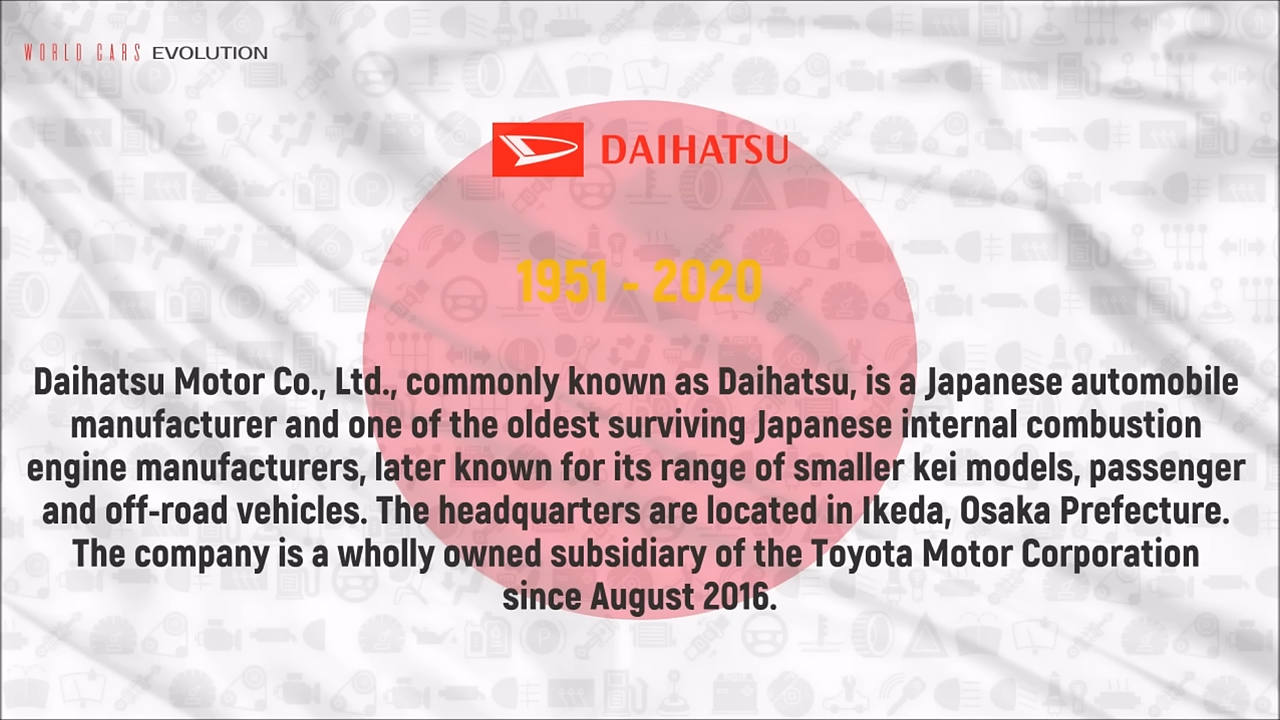 WORLD CARS EVOLUTION
DAIHATSU
1951 - 2020
Daihatsu Motor Co., Ltd., commonly known as Daihatsu, is a Japanese automobile
manufacturer and one of the oldest surviving Japanese internal combustion
engine manufacturers, later known for its range of smaller kei models, passenger
and off-road vehicles. The headquarters are located in Ikeda, Osaka Prefecture.
The company is a wholly owned subsidiary of the Toyota Motor Corporation
since August 2016.